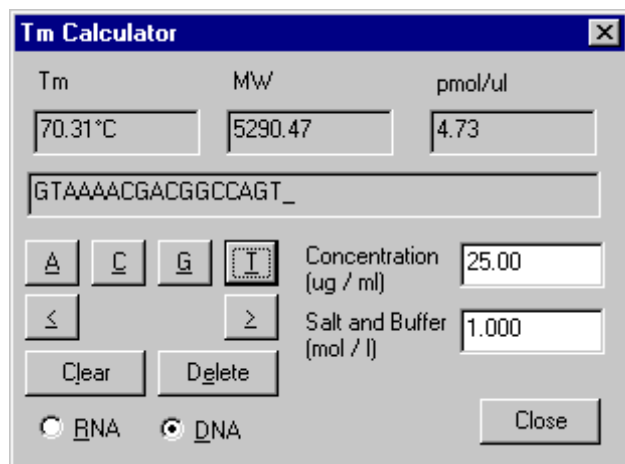 Tm Calculator
Tm MW pmol/ul
70.31°C 5290.47 4.73
GTAAAACGACGGCCAGT_
A C G T Concentration (ug / ml) 25.00
< > Salt and Buffer (mol / l) 1.000
Clear Delete
RNA DNA Close